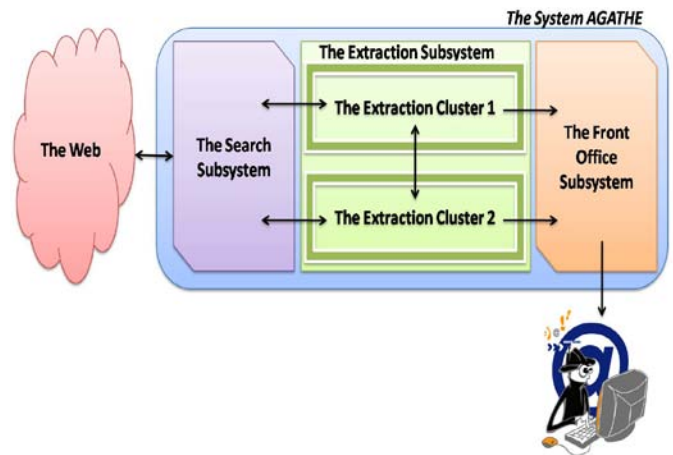 The System AGATHE
The Extraction Subsystem
The Web
The Search
Subsystem
The Extraction Cluster 1
The Extraction Cluster 2
The Front
Office
Subsystem
@